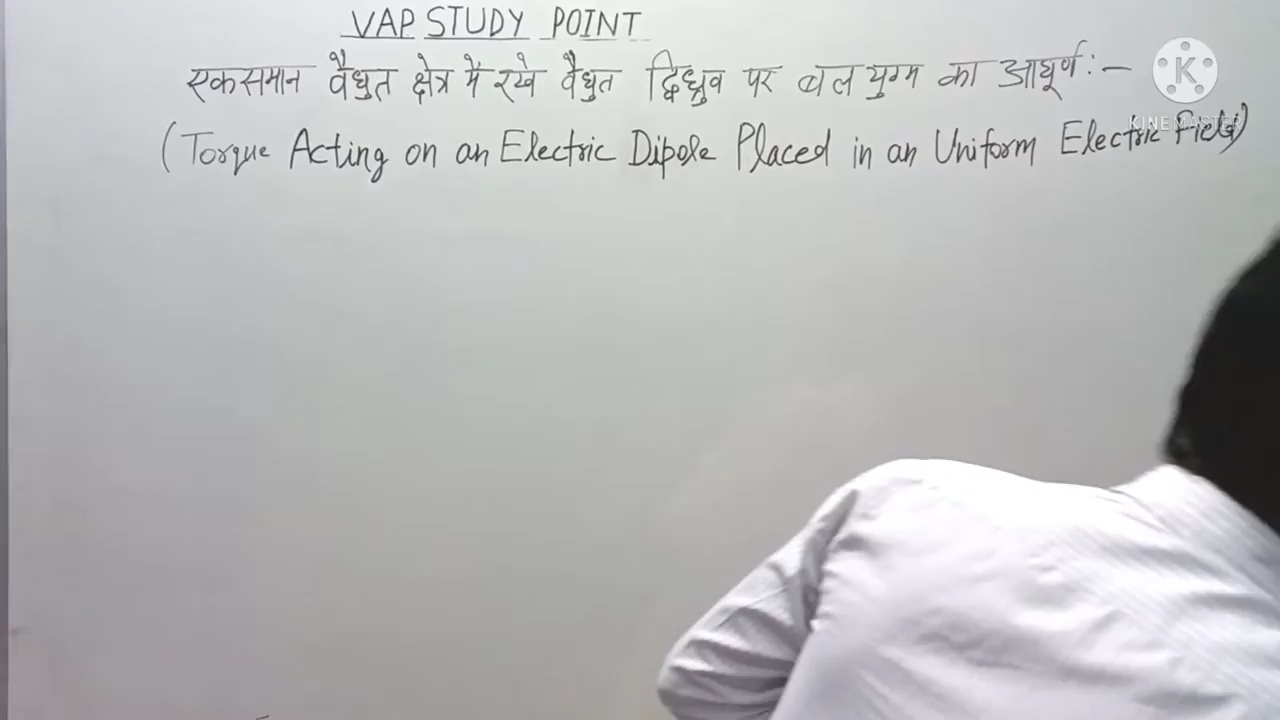 VAP STUDY POINT
एकसमान वैधुत क्षेत्र में रखे वैधुत द्विध्रुव पर बल युग्म का आघूर्ण :-
(Torque Acting on an Electric Dipole Placed in an Uniform Electric Field)
K
KINEMASTER